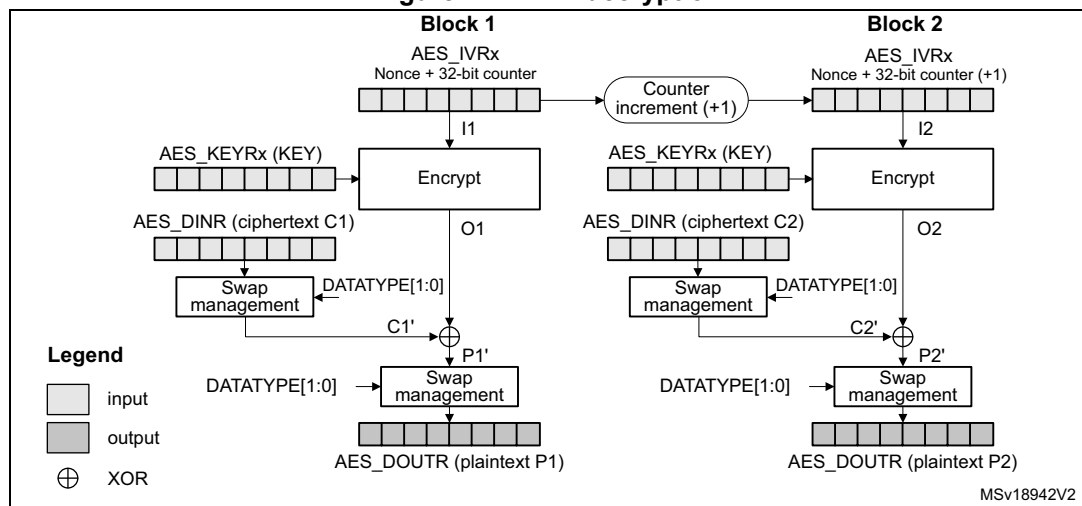 Block 1
Block 2
AES_IVRx
Nonce + 32-bit counter
AES_IVRx
Nonce + 32-bit counter (+1)
Counter
increment (+1)
I1
I2
AES_KEYRx (KEY)
Encrypt
AES_KEYRx (KEY)
Encrypt
AES_DINR (ciphertext C1)
O1
AES_DINR (ciphertext C2)
O2
Swap
management
DATATYPE[1:0]
Swap
management
DATATYPE[1:0]
C1'
C2'
Legend
P1'
P2'
input
DATATYPE[1:0]
Swap
management
DATATYPE[1:0]
Swap
management
output
AES_DOUTR (plaintext P1)
AES_DOUTR (plaintext P2)
XOR
MSv18942V2